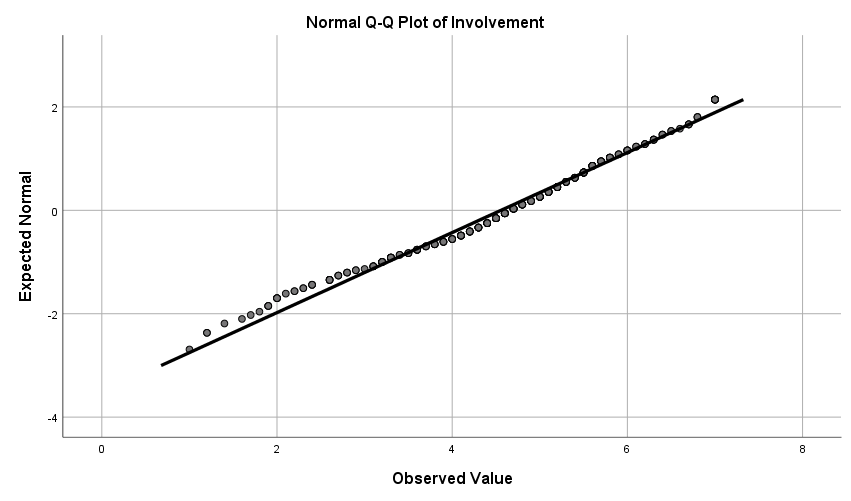 Normal Q-Q Plot of Involvement
Expected Normal
2
0
-2
-4
0 2 4 6 8
Observed Value